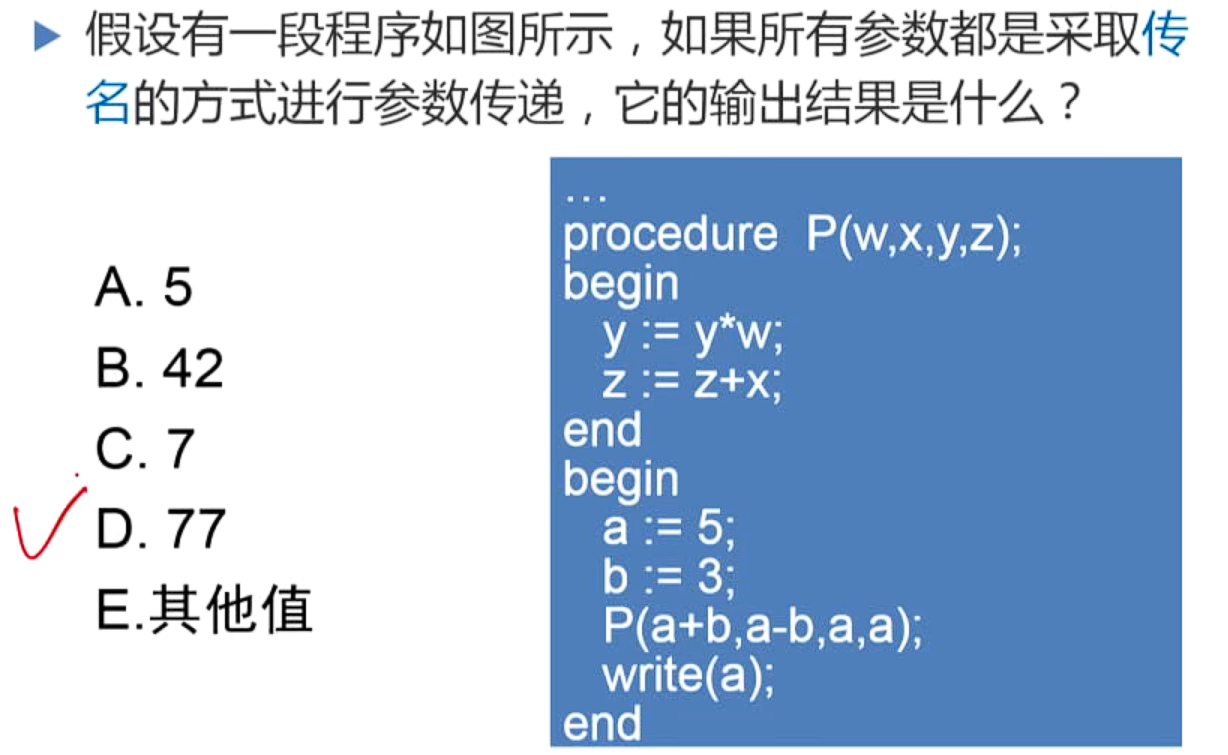 假设有一段程序如图所示，如果所有参数都是采取传
名的方式进行参数传递，它的输出结果是什么？
A. 5
B. 42
C. 7
D. 77
E.其他值
...
procedure P(w,x,y,z);
begin
y := y*w;
z := z+x;
end
begin
a := 5;
b := 3;
P(a+b,a-b,a,a);
write(a);
end